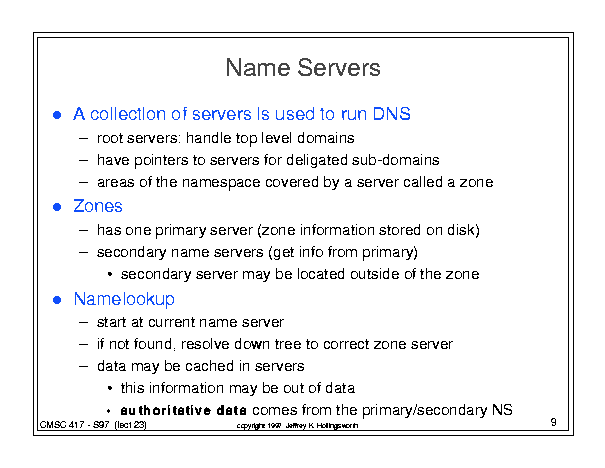 Name Servers
● A collection of servers is used to run DNS
– root servers: handle top level domains
– have pointers to servers for deligated sub-domains
– areas of the namespace covered by a server called a zone
● Zones
– has one primary server (zone information stored on disk)
– secondary name servers (get info from primary)
• secondary server may be located outside of the zone
● Namelookup
– start at current name server
– if not found, resolve down tree to correct zone server
– data may be cached in servers
• this information may be out of data
• authoritative data comes from the primary/secondary NS
CMSC 417 - S97 (lect 23) copyright 1997 Jeffrey K. Hollingsworth 9